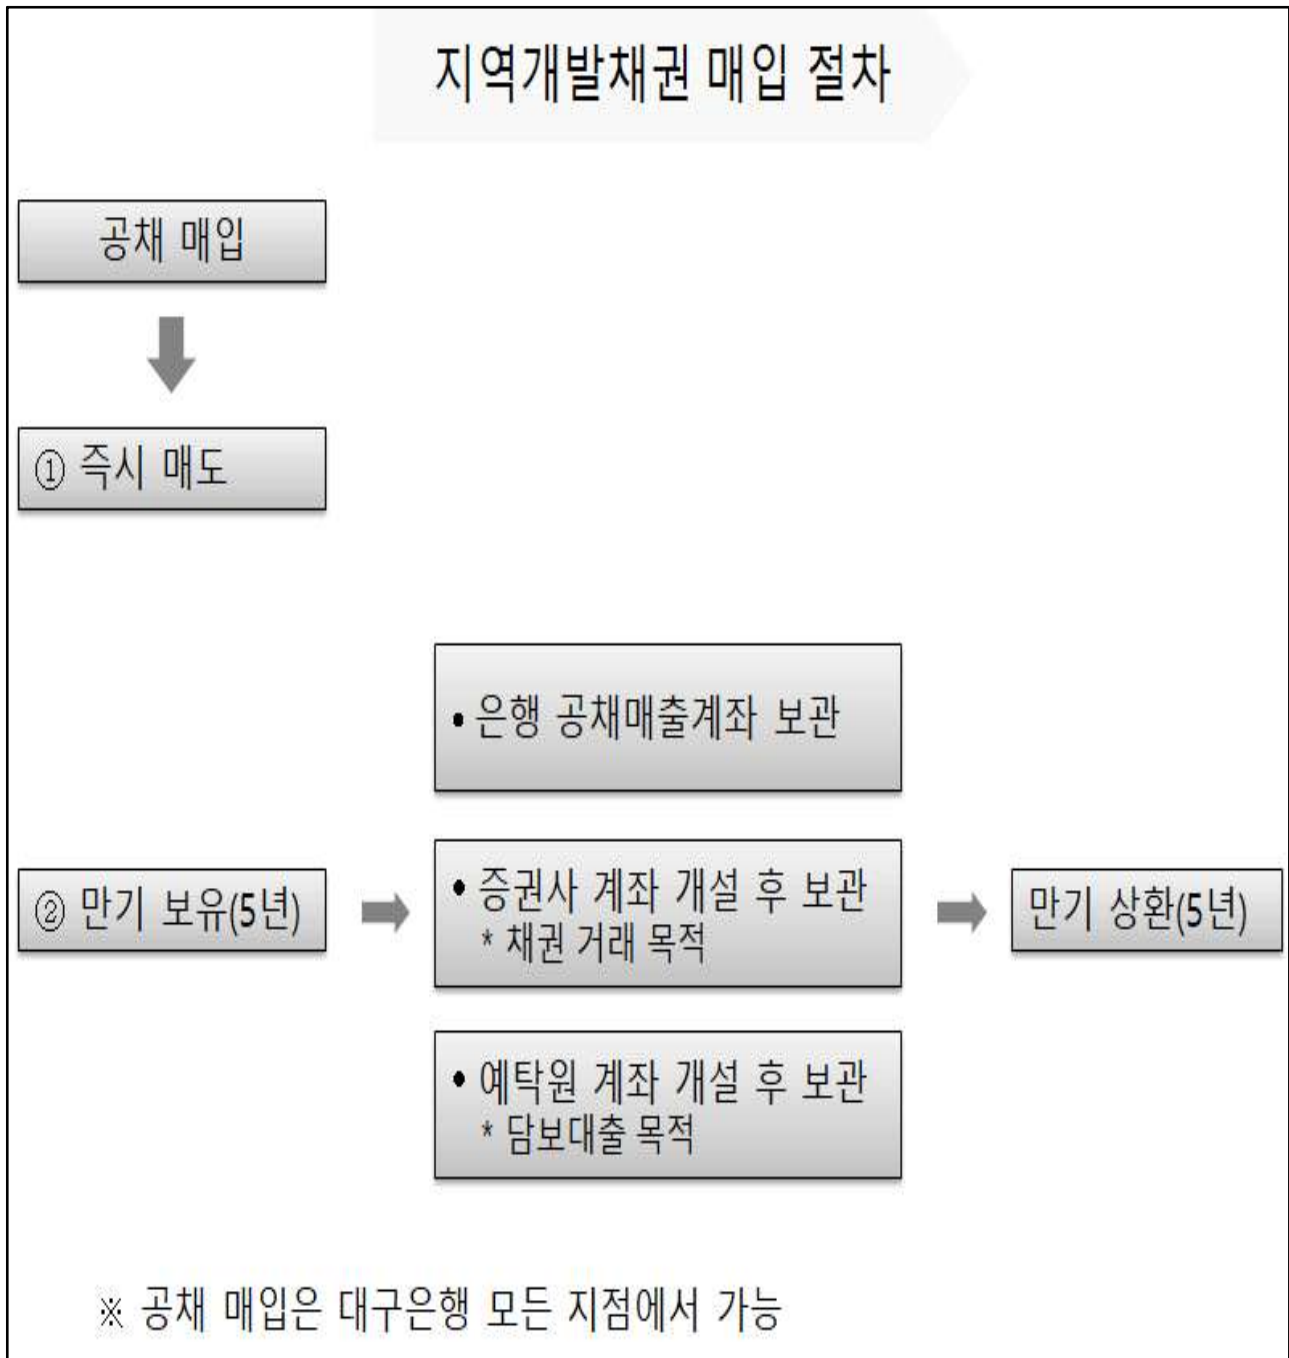 지역개발채권 매입 절차
공채 매입
① 즉시 매도
• 은행 공채매출계좌 보관
② 만기 보유(5년)
• 증권사 계좌 개설 후 보관
* 채권 거래 목적
만기 상환(5년)
• 예탁원 계좌 개설 후 보관
* 담보대출 목적
※ 공채 매입은 대구은행 모든 지점에서 가능